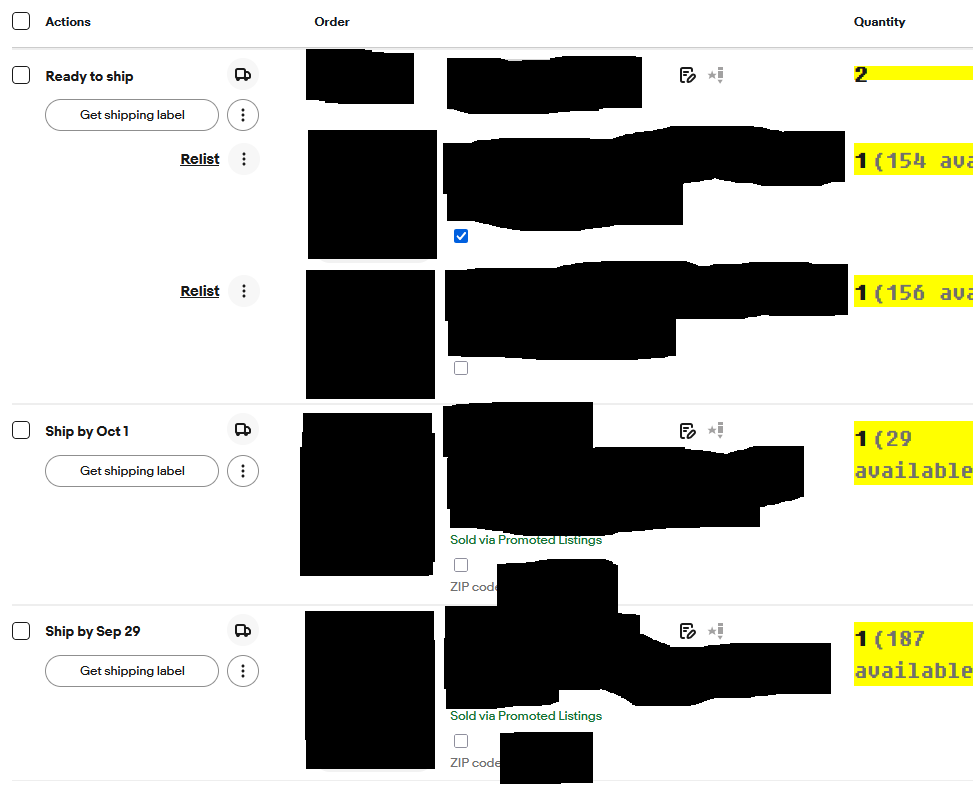 Actions Order Quantity
Ready to ship 2
Get shipping label
Relist 1 (154
Relist 1 (156
Ship by Oct 1 1 (29
Get shipping label available
Sold via Promoted Listings
ZIP code
Ship by Sep 29 1 (187
Get shipping label available
Sold via Promoted Listings
ZIP code